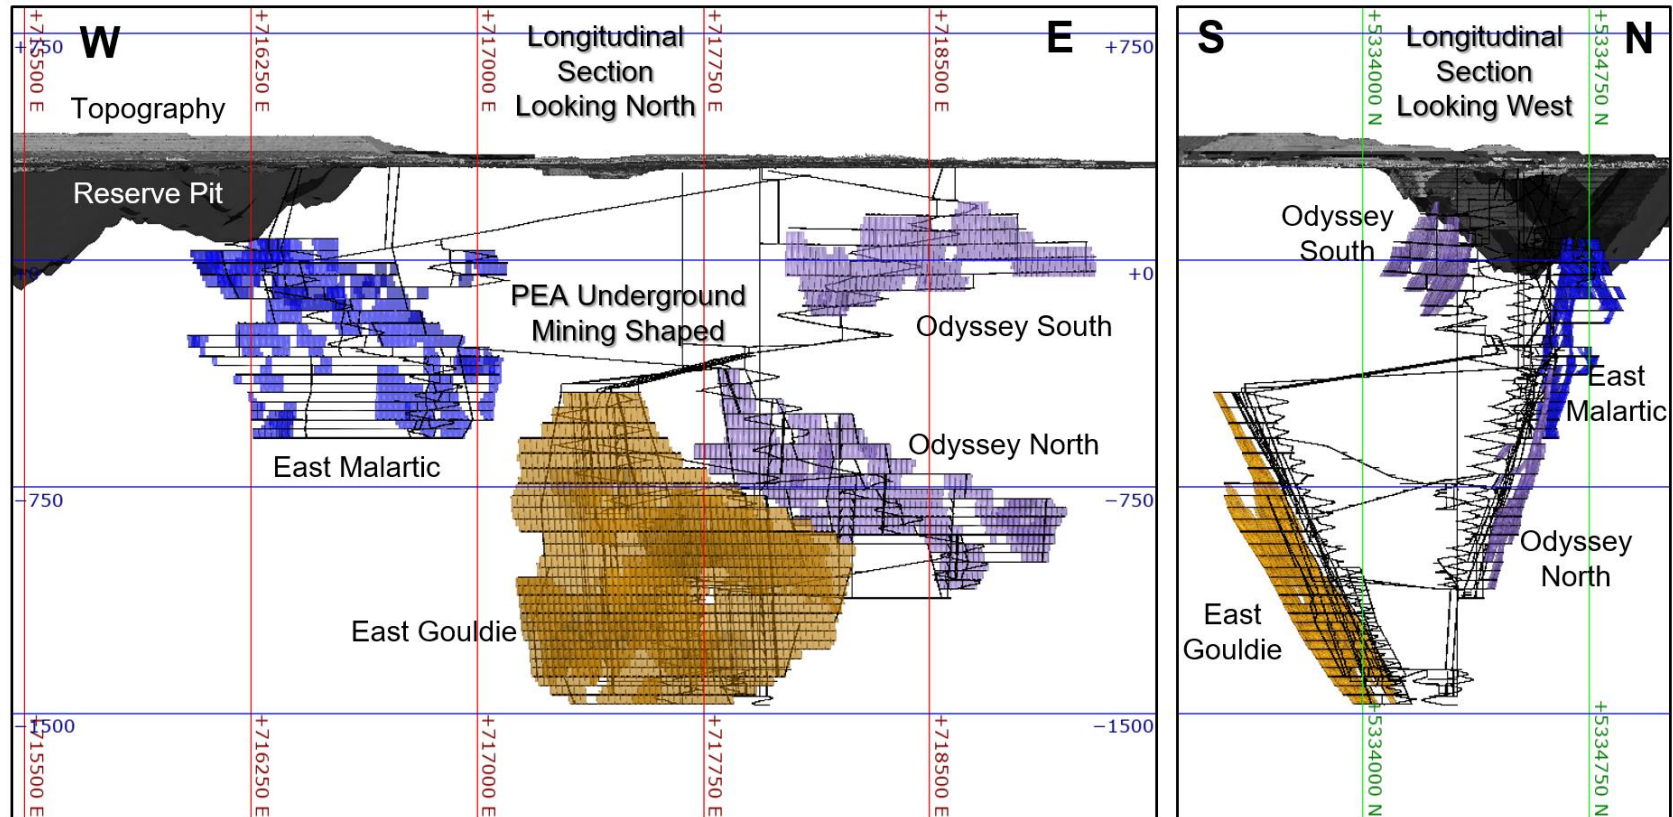 W
Longitudinal
Section
Looking North
E
+750
+750
+715500 E
+716250 E
+717000 E
+717750 E
+718500 E
Topography
Reserve Pit
+0
+0
PEA Underground
Mining Shaped
Odyssey South
East Malartic
Odyssey North
-750
-750
East Gouldie
-1500
-1500
+715500 E
+716250 E
+717000 E
+717750 E
+718500 E
S
Longitudinal
Section
Looking West
N
+5334000 N
+5334750 N
Odyssey
South
East
Malartic
Odyssey
North
East
Gouldie
+5334000 N
+5334750 N